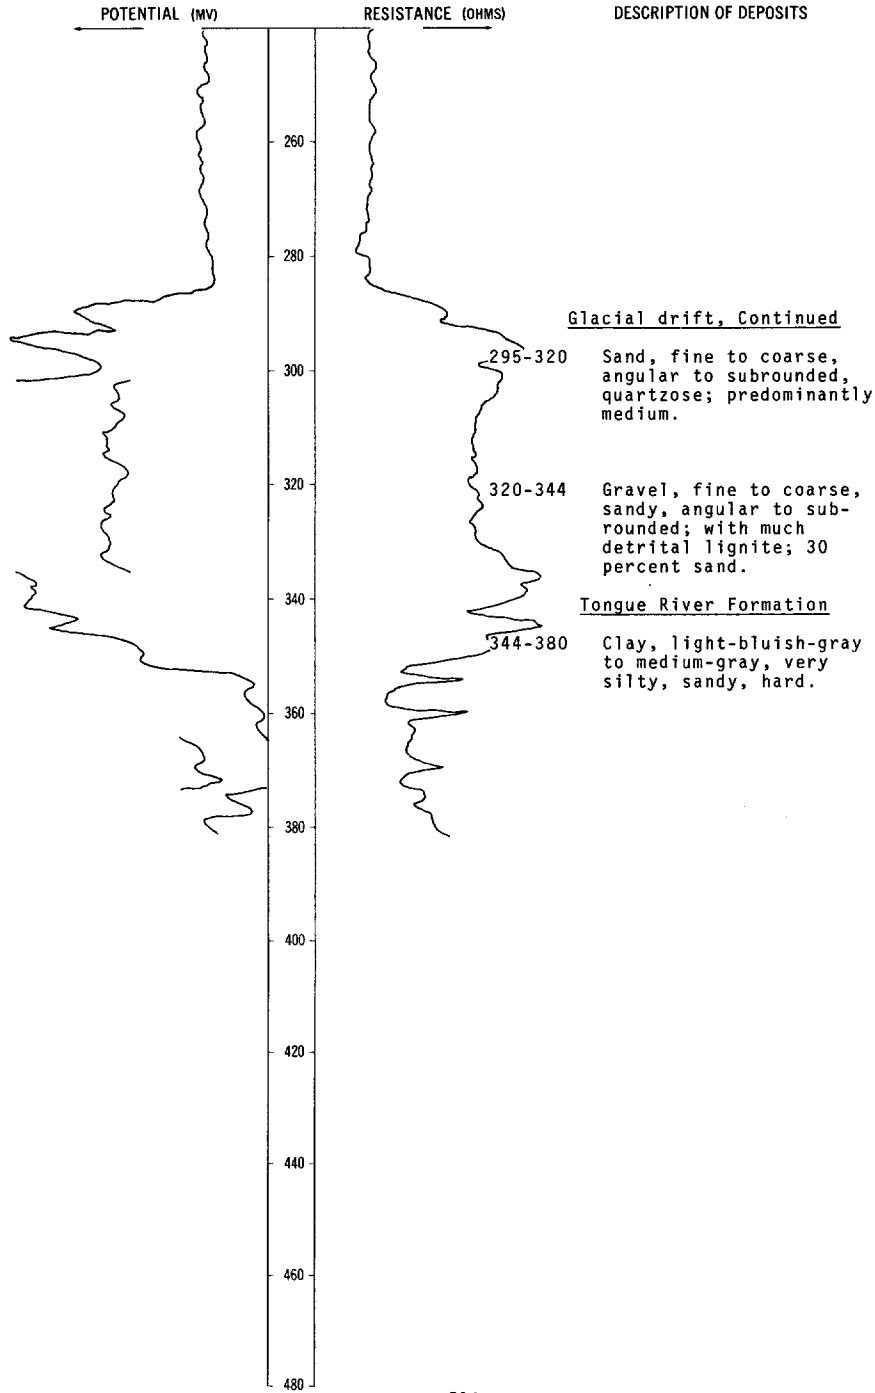 POTENTIAL (MV) RESISTANCE (OHMS) DESCRIPTION OF DEPOSITS
260
280
Glacial drift, Continued
295-320 Sand, fine to coarse,
300
angular to subrounded,
quartzose; predominantly
medium.
320
320-344 Gravel, fine to coarse,
sandy, angular to sub-
rounded; with much
detrital lignite; 30
percent sand.
340
Tongue River Formation
344-380 Clay, light-bluish-gray
to medium-gray, very
silty, sandy, hard.
360
380
400
420
440
460
480